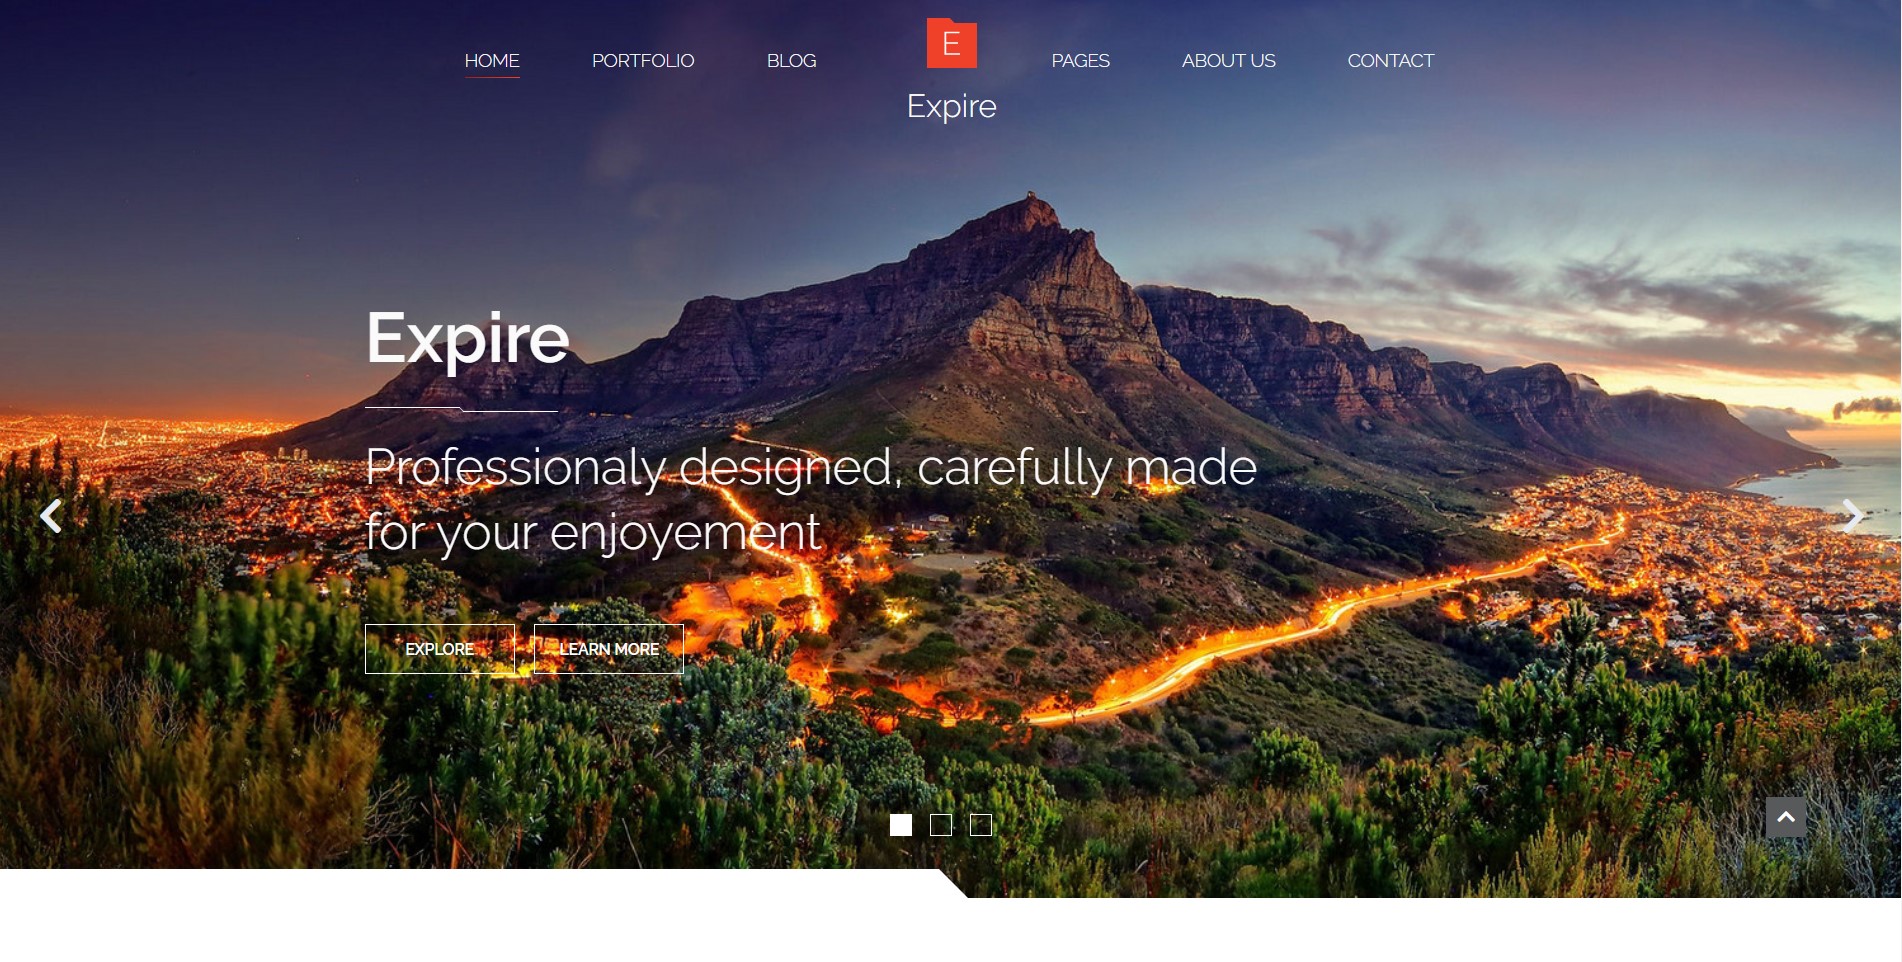 HOME PORTFOLIO BLOG E PAGES ABOUT US CONTACT
Expire
Expire
Professionaly designed, carefully made
for your enjoyement
EXPLORE LEARN MORE